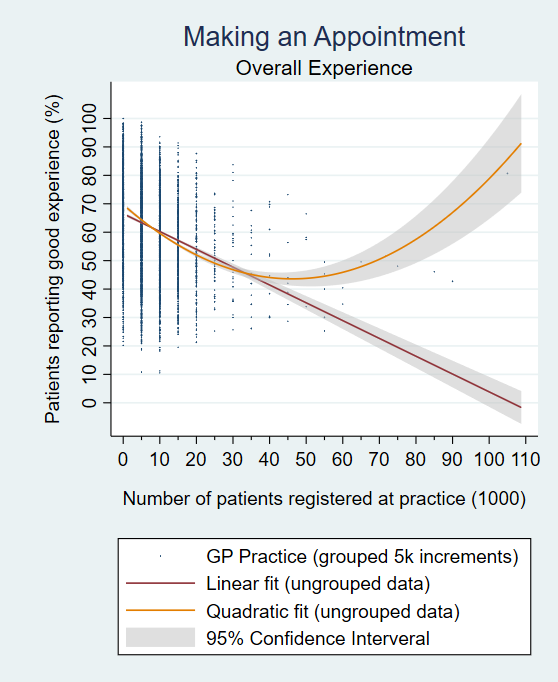 Making an Appointment
Overall Experience
Patients reporting good experience (%)
100
90
80
70
60
50
40
30
20
10
0
0 10 20 30 40 50 60 70 80 90 100 110
Number of patients registered at practice (1000)
GP Practice (grouped 5k increments)
Linear fit (ungrouped data)
Quadratic fit (ungrouped data)
95% Confidence Interveral